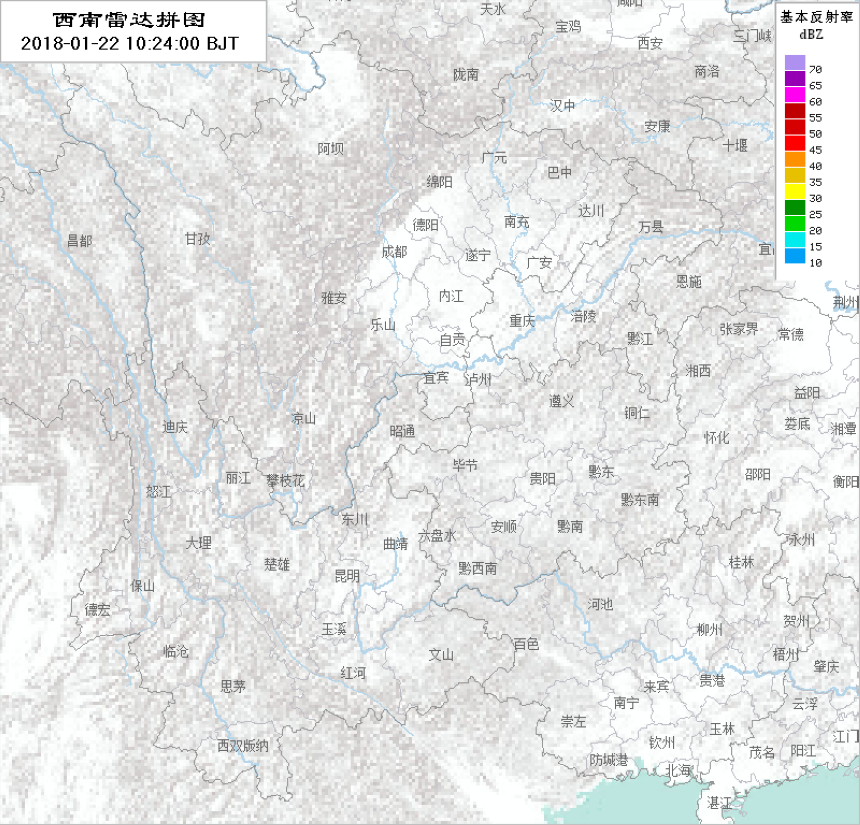 西南雷达拼图
2018-01-22 10:24:00 BJT
基本反射率
dBZ
70
65
60
55
50
45
40
35
30
25
20
15
10
天水
宝鸡
咸阳
西安
三门峡
陇南
商洛
汉中
安康
十堰
阿坝
广元
巴中
绵阳
达川
昌都
甘孜
德阳
南充
万县
成都
遂宁
广安
恩施
雅安
内江
荆州
乐山
重庆
涪陵
自贡
黔江
张家界
常德
宜宾
泸州
湘西
益阳
迪庆
凉山
昭通
遵义
铜仁
怀化
娄底
湘潭
丽江
攀枝花
毕节
贵阳
黔东
邵阳
衡阳
怒江
黔东南
东川
六盘水
安顺
黔南
大理
曲靖
永州
楚雄
昆明
黔西南
桂林
保山
德宏
河池
贺州
玉溪
柳州
临沧
文山
百色
梧州
肇庆
红河
思茅
来宾
贵港
南宁
云浮
崇左
玉林
江门
西双版纳
钦州
茂名
阳江
防城港
北海
湛江